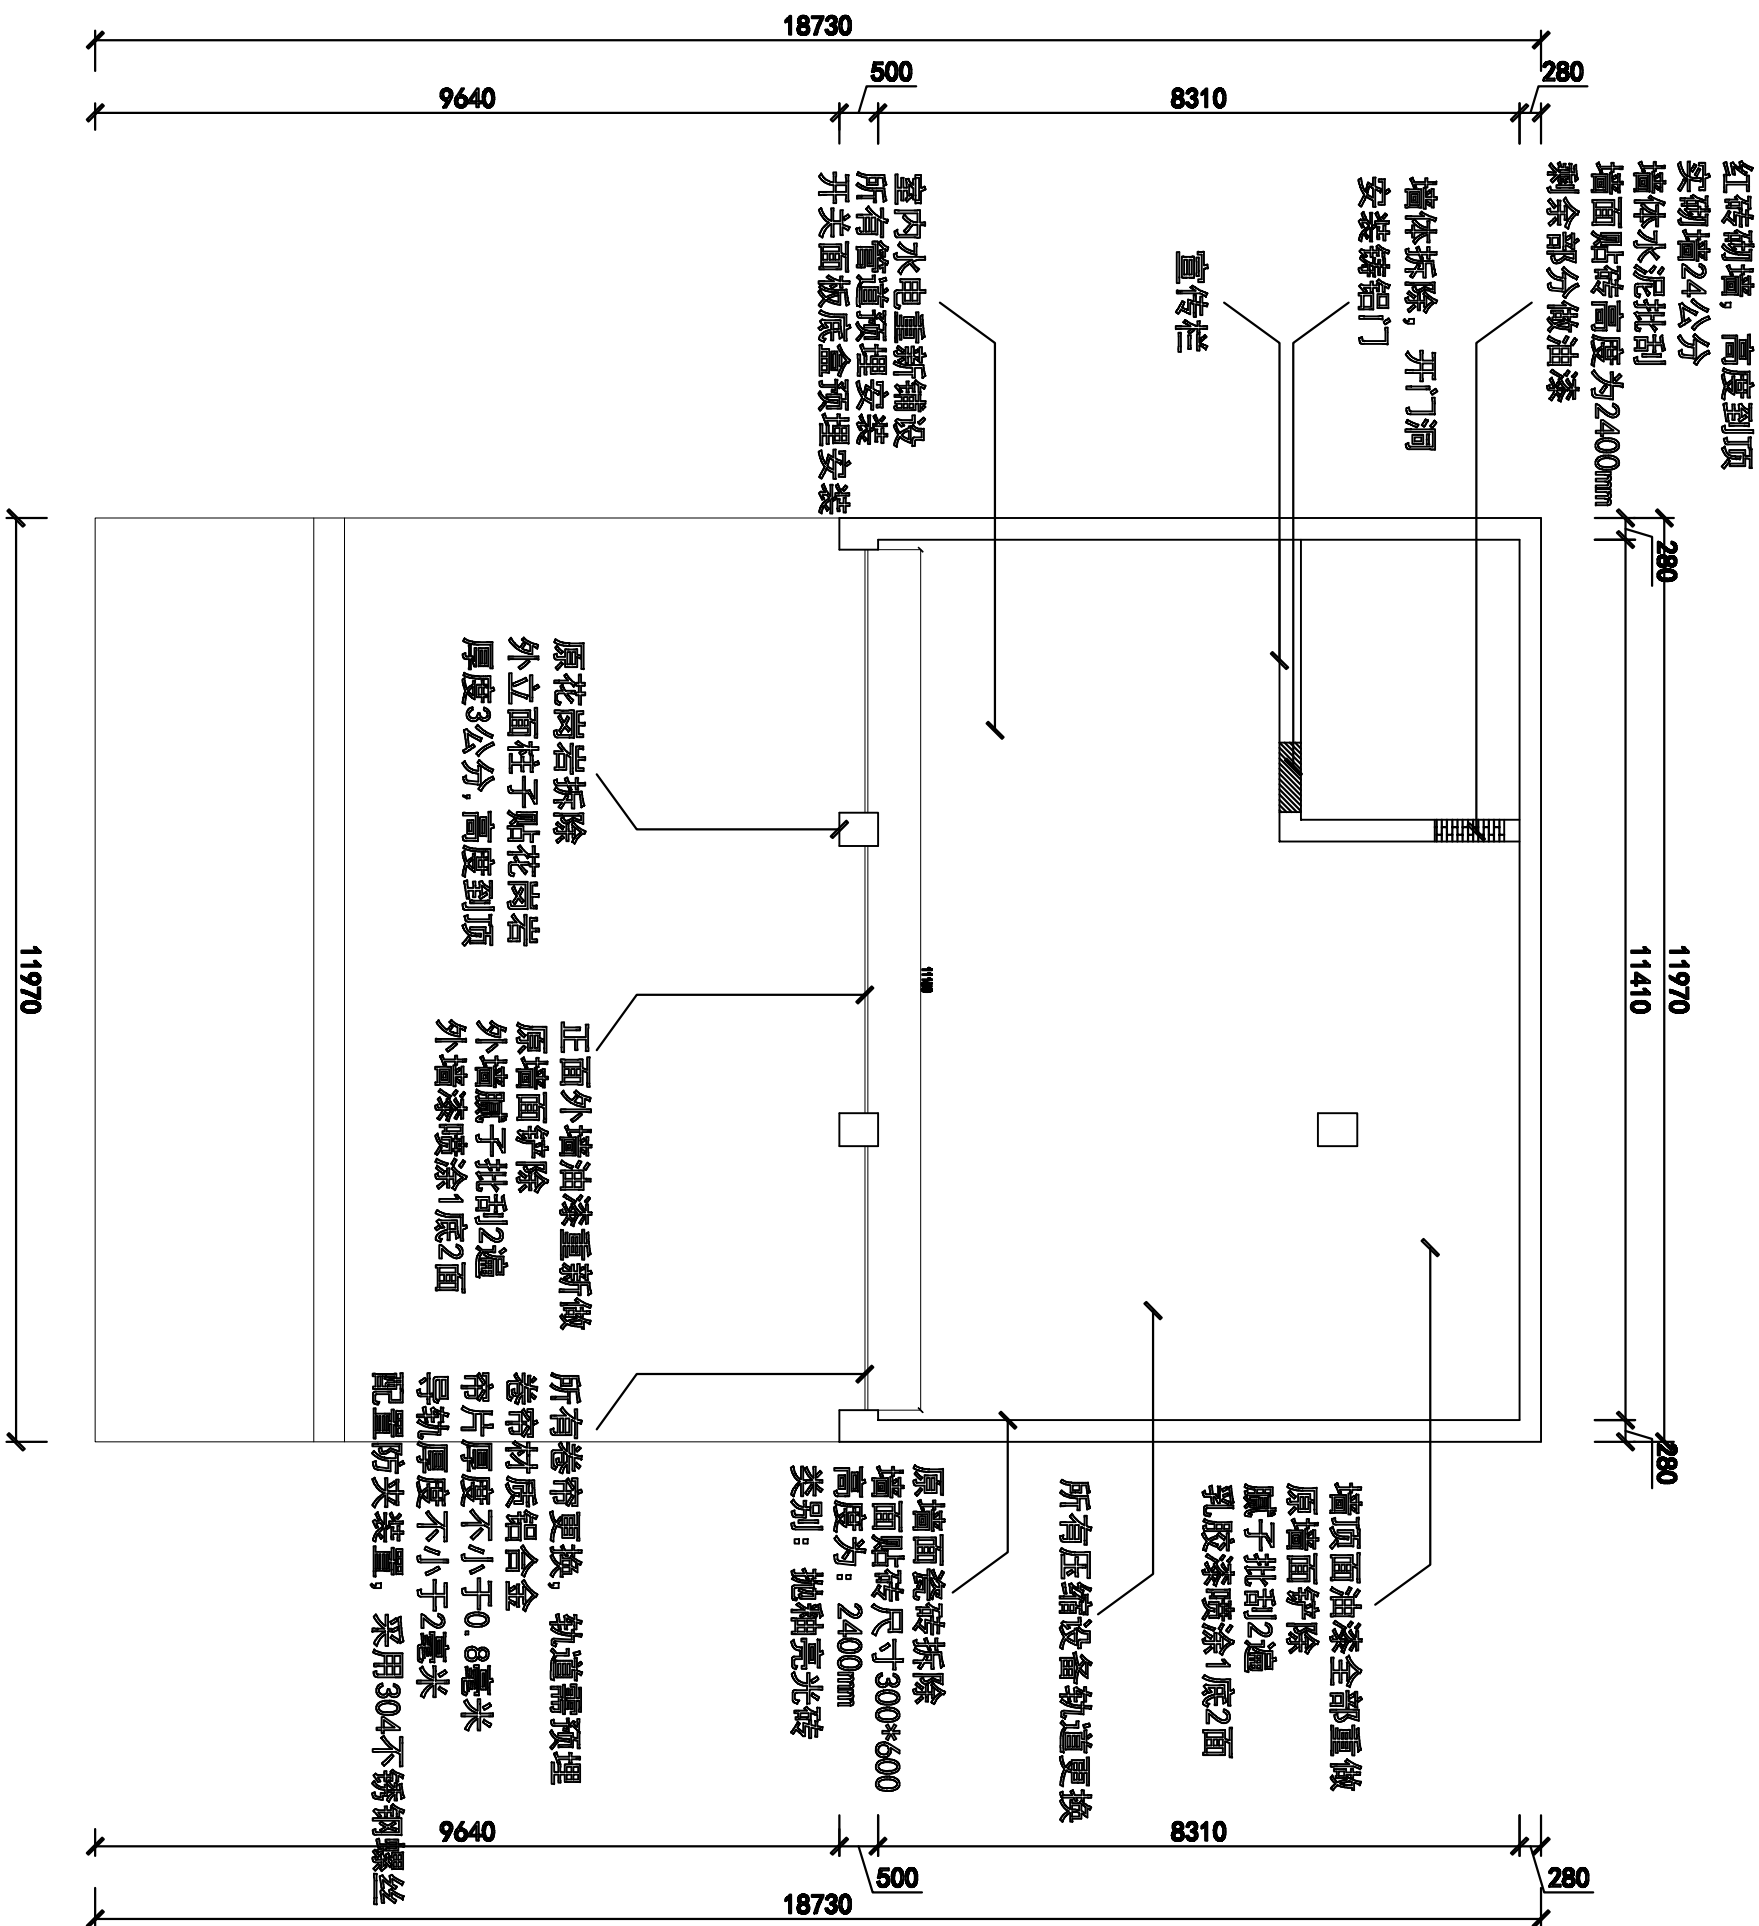 18730
500
280
9640
8310
红砖砌墙，高度到顶
实砌墙24公分
墙体水泥批刮
墙面贴砖高度为2400mm
剩余部分做油漆
墙体拆除，开门洞
安装铸铝门
宣传栏
室内水电重新铺设
所有管道预埋安装
开关面板底盒预埋安装
280
11970
11410
280
11970
原花岗岩拆除
外立面柱子贴花岗岩
厚度3公分,高度到顶
正面外墙油漆重新做
原墙面铲除
外墙腻子批刮2遍
外墙漆喷涂1底2面
所有卷帘更换，轨道需预埋
卷帘材质铝合金
帘片厚度不小于0.8毫米
导轨厚度不小于2毫米
配置防夹装置，采用304不锈钢螺丝
墙顶面油漆全部重做
原墙面铲除
腻子批刮2遍
乳胶漆喷涂1底2面
所有压缩设备轨道更换
原墙面瓷砖拆除
墙面贴砖尺寸300*600
高度为：2400mm
类别：抛釉亮光砖
9640
8310
500
280
18730